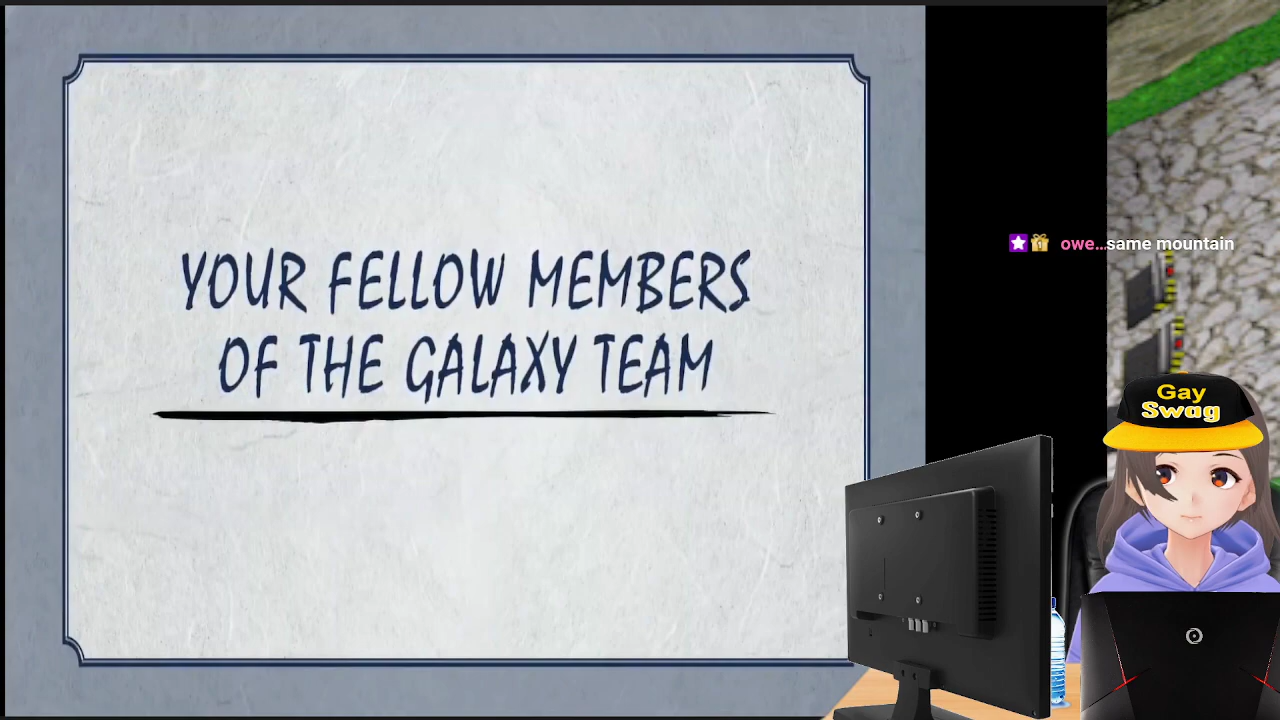 YOUR FELLOW MEMBERS
OF THE GALAXY TEAM
owe...same mountain
Gay
Swag